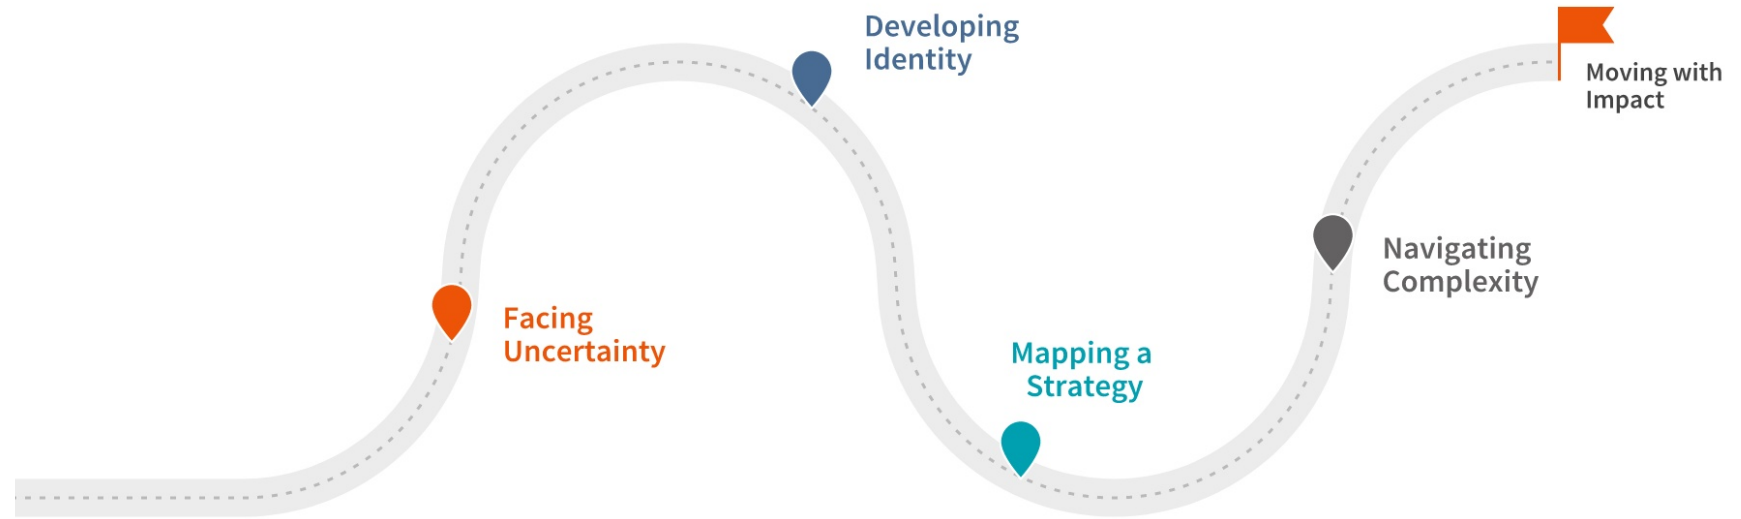 Developing
Identity
Moving with
Impact
Navigating
Complexity
Facing
Uncertainty
Mapping a
Strategy